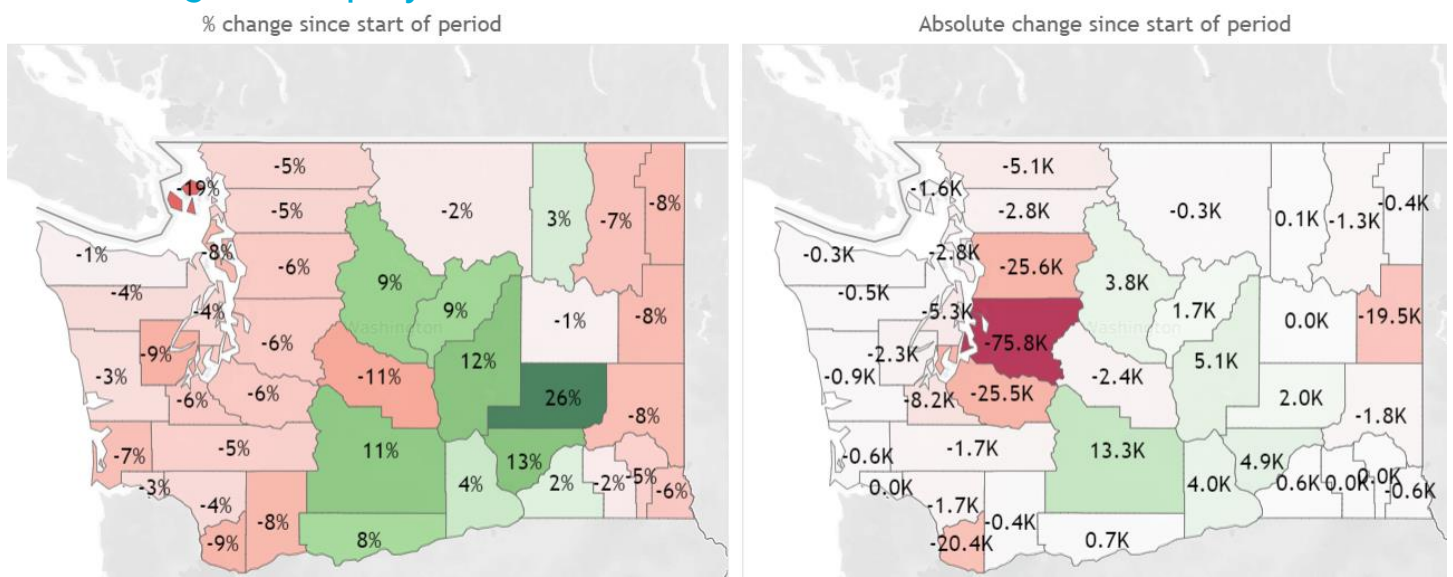 % change since start of period
-5%
-19%
-5%
-2%
3%
-7%
-8%
-1%
-8%
-6%
9%
-4%
-4%
9%
-1%
-8%
Washington
-9%
-6%
12%
-3%
-11%
-6%
-6%
26%
-8%
-7%
-5%
11%
13%
-3%
-4%
4%
2%
-2%
-5%
-6%
-8%
-9%
8%
Absolute change since start of period
-5.1K
-1.6K
-2.8K
-0.3K
0.1K
-1.3K
-0.4K
-0.3K
-2.8K
-25.6K
3.8K
-0.5K
-5.3K
1.7K
0.0K
-19.5K
Washington
-2.3K
-75.8K
5.1K
-0.9K
-2.4K
-8.2K
-25.5K
2.0K
-1.8K
-0.6K
-1.7K
13.3K
4.9K
0.0K
-1.7K
4.0K
0.6K
0.0K
0.0K
-0.6K
-0.4K
-20.4K
0.7K